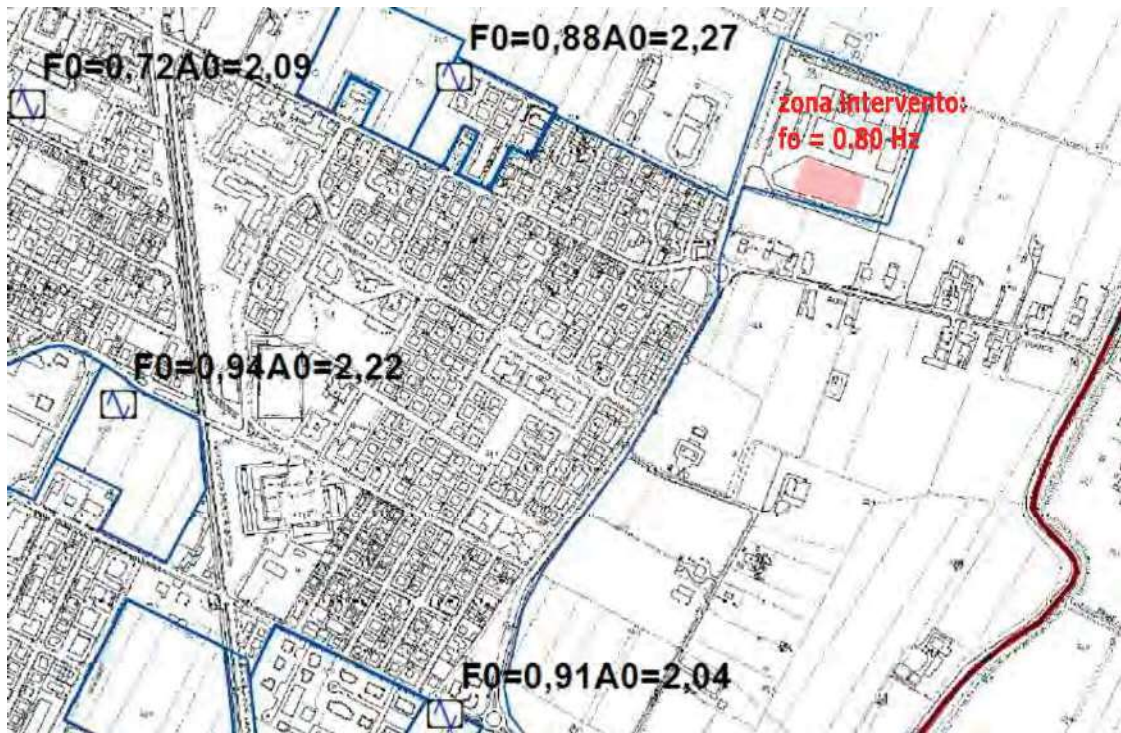 F0=0,88A0=2,27
F0=0,72A0=2,09
zona intervento:
fo = 0.80 Hz
F0=0,94A0=2,22
F0=0,91A0=2,04